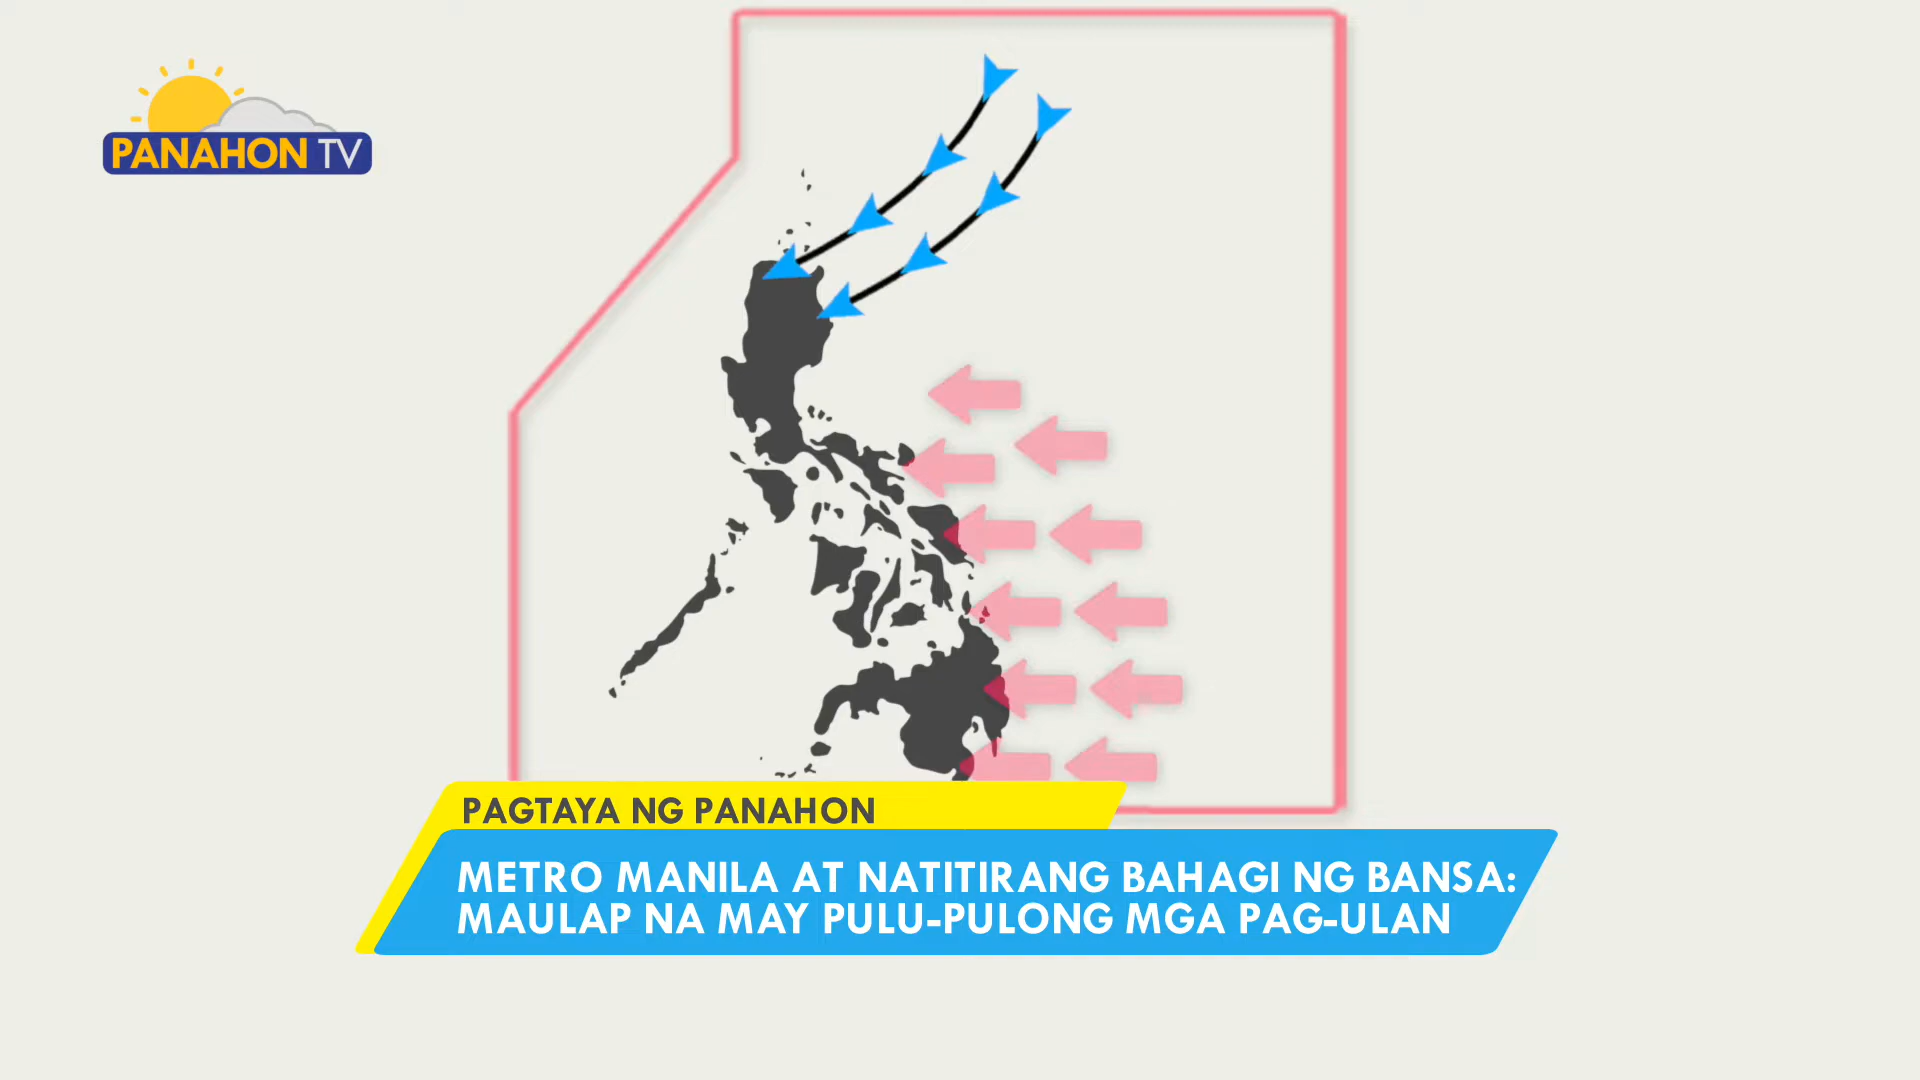 PANAHON TV
PAGTAYA NG PANAHON
METRO MANILA AT NATITIRANG BAHAGI NG BANSA:
MAULAP NA MAY PULU-PULONG MGA PAG-ULAN